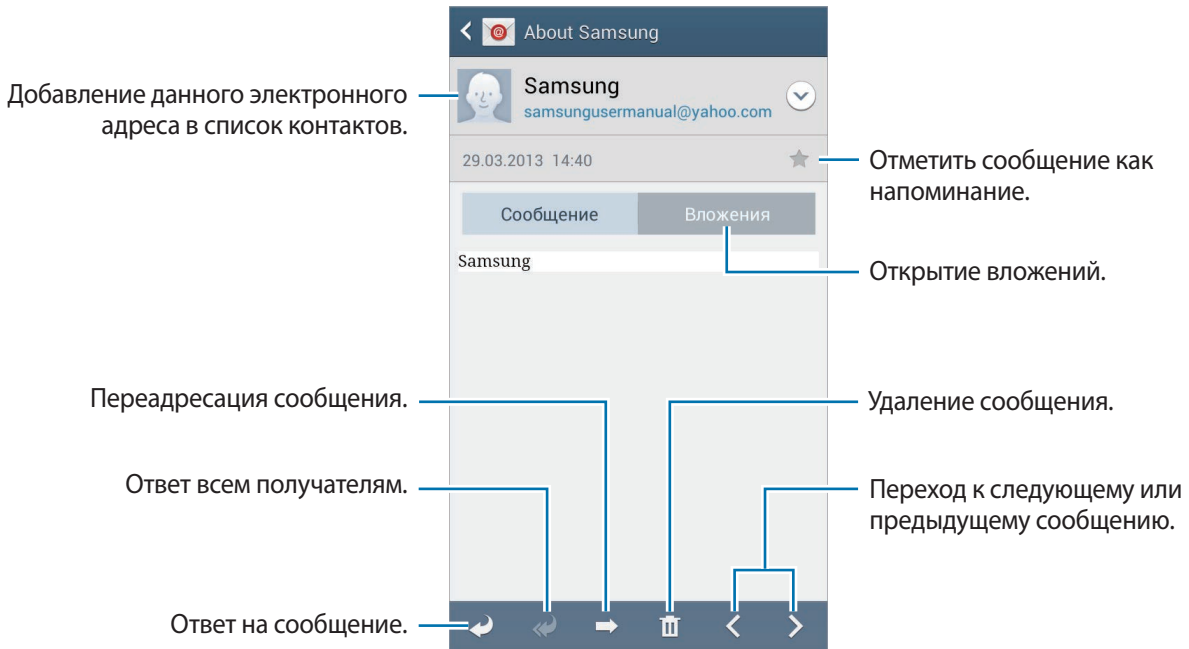 About Samsung
Добавление данного электронного
адреса в список контактов.
Samsung
samsungusermanual@yahoo.com
29.03.2013 14:40
Отметить сообщение как
напоминание.
Сообщение
Вложения
Samsung
Открытие вложений.
Переадресация сообщения.
Удаление сообщения.
Ответ всем получателям.
Переход к следующему или
предыдущему сообщению.
Ответ на сообщение.